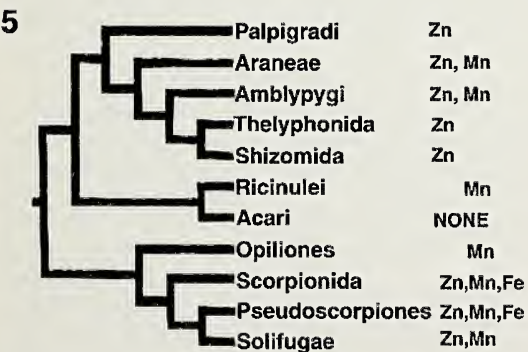 5
Palpigradi Zn
Araneae Zn, Mn
Amblypygi Zn, Mn
Thelyphonida Zn
Shizomida Zn
Ricinulei Mn
Acari NONE
Opiliones Mn
Scorpionida Zn,Mn,Fe
Pseudoscorpiones Zn,Mn,Fe
Solifugae Zn,Mn